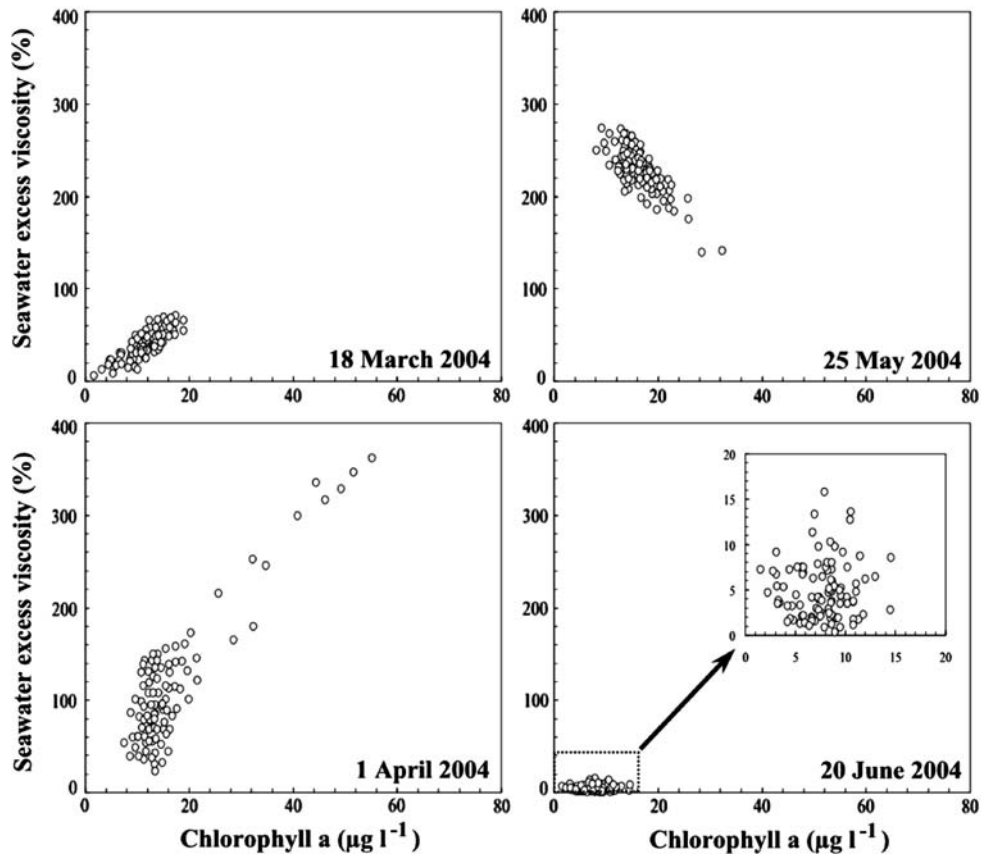 400
300
200
100
0
Seawater excess viscosity (%)
0 20 40 60 80
18 March 2004
400
300
200
100
0
0 20 40 60 80
25 May 2004
400
300
200
100
0
Seawater excess viscosity (%)
0 20 40 60 80
Chlorophyll a (µg l⁻¹)
1 April 2004
400
300
200
100
0
0 20 40 60 80
Chlorophyll a (µg l⁻¹)
20
15
10
5
0
0 5 10 15 20
20 June 2004